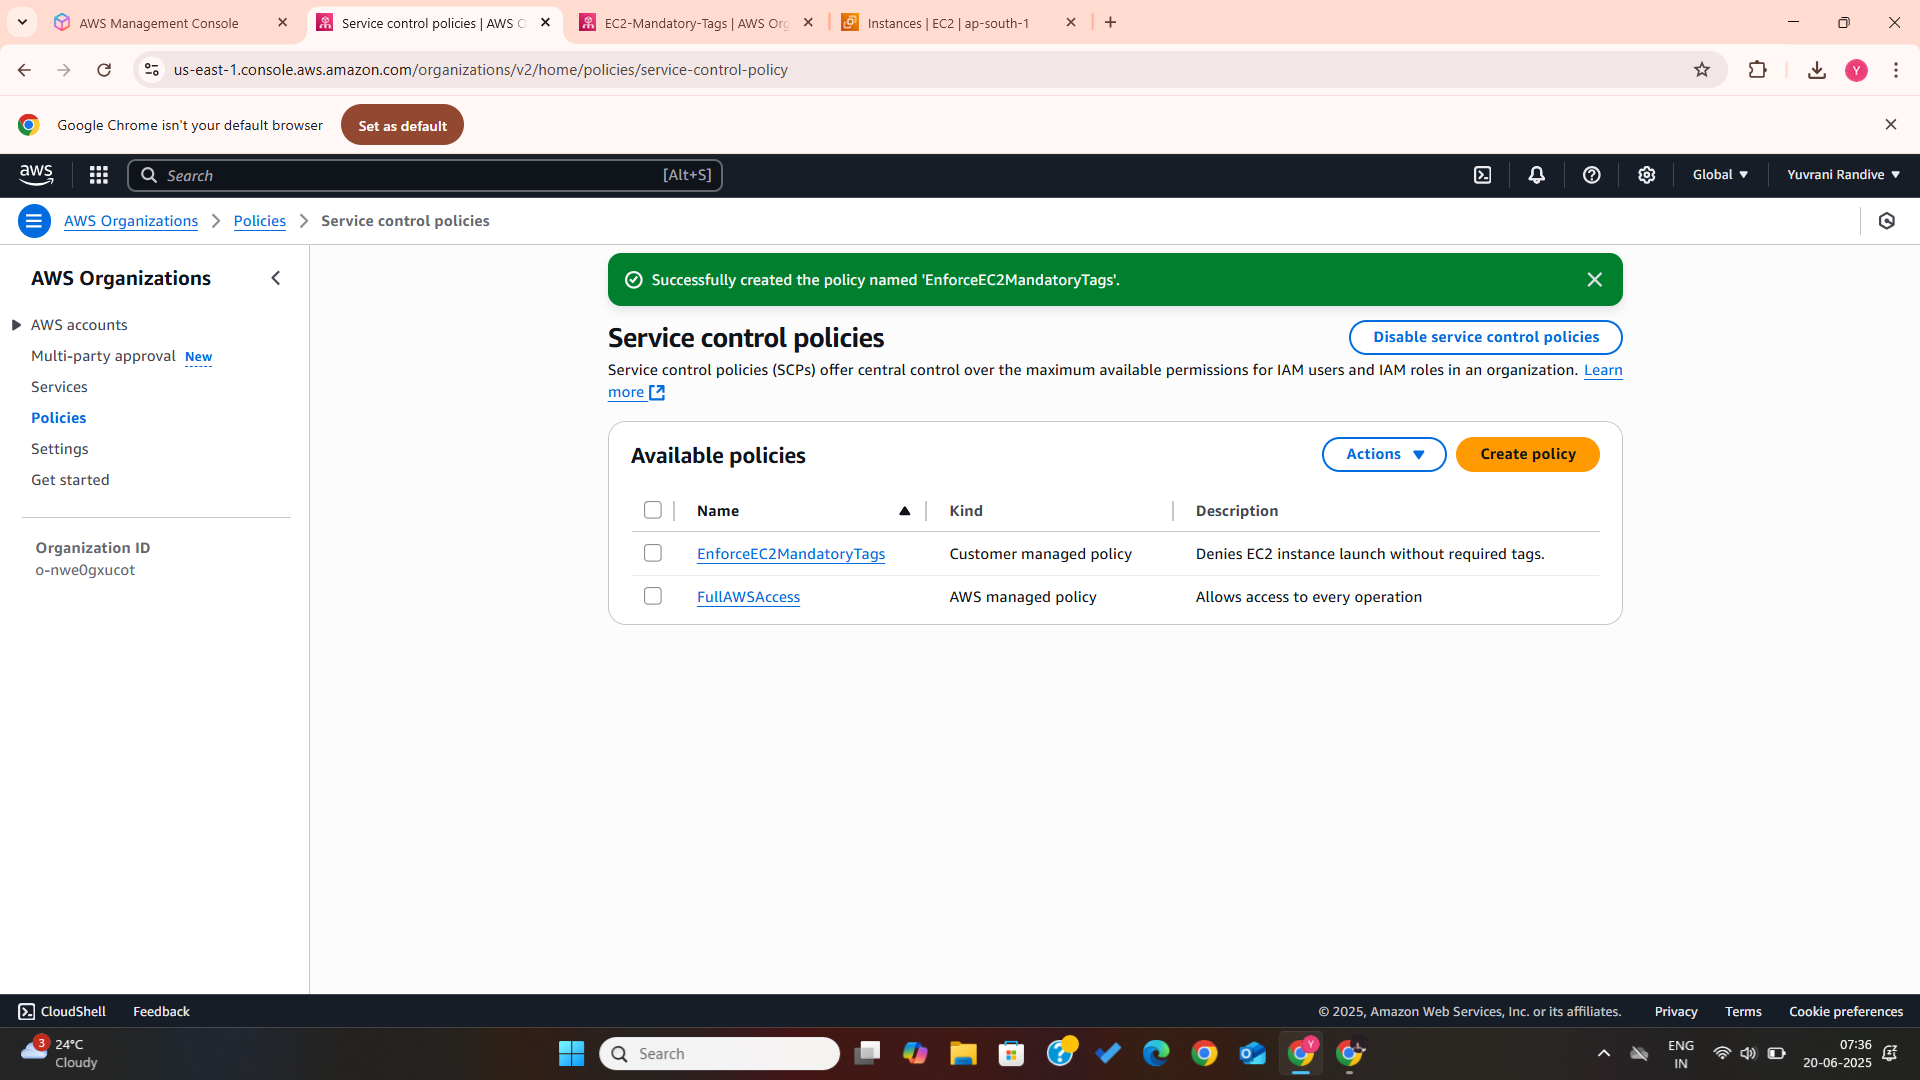 AWS Management Console
Service control policies | AWS O
EC2-Mandatory-Tags | AWS Org
Instances | EC2 | ap-south-1
us-east-1.console.aws.amazon.com/organizations/v2/home/policies/service-control-policy
Y
Google Chrome isn't your default browser
Set as default
aws
Search
[Alt+S]
Global
Yuvrani Randive
AWS Organizations
Policies
Service control policies
AWS Organizations
AWS accounts
Multi-party approval New
Services
Policies
Settings
Get started
Organization ID
o-nwe0gxucot
Successfully created the policy named 'EnforceEC2MandatoryTags'.
Service control policies
Disable service control policies
Service control policies (SCPs) offer central control over the maximum available permissions for IAM users and IAM roles in an organization. Learn
more
Available policies
Actions
Create policy
Name
Kind
Description
EnforceEC2MandatoryTags
Customer managed policy
Denies EC2 instance launch without required tags.
FullAWSAccess
AWS managed policy
Allows access to every operation
CloudShell
Feedback
© 2025, Amazon Web Services, Inc. or its affiliates.
Privacy
Terms
Cookie preferences
3
24°C
Cloudy
Search
Y
ENG
IN
07:36
20-06-2025